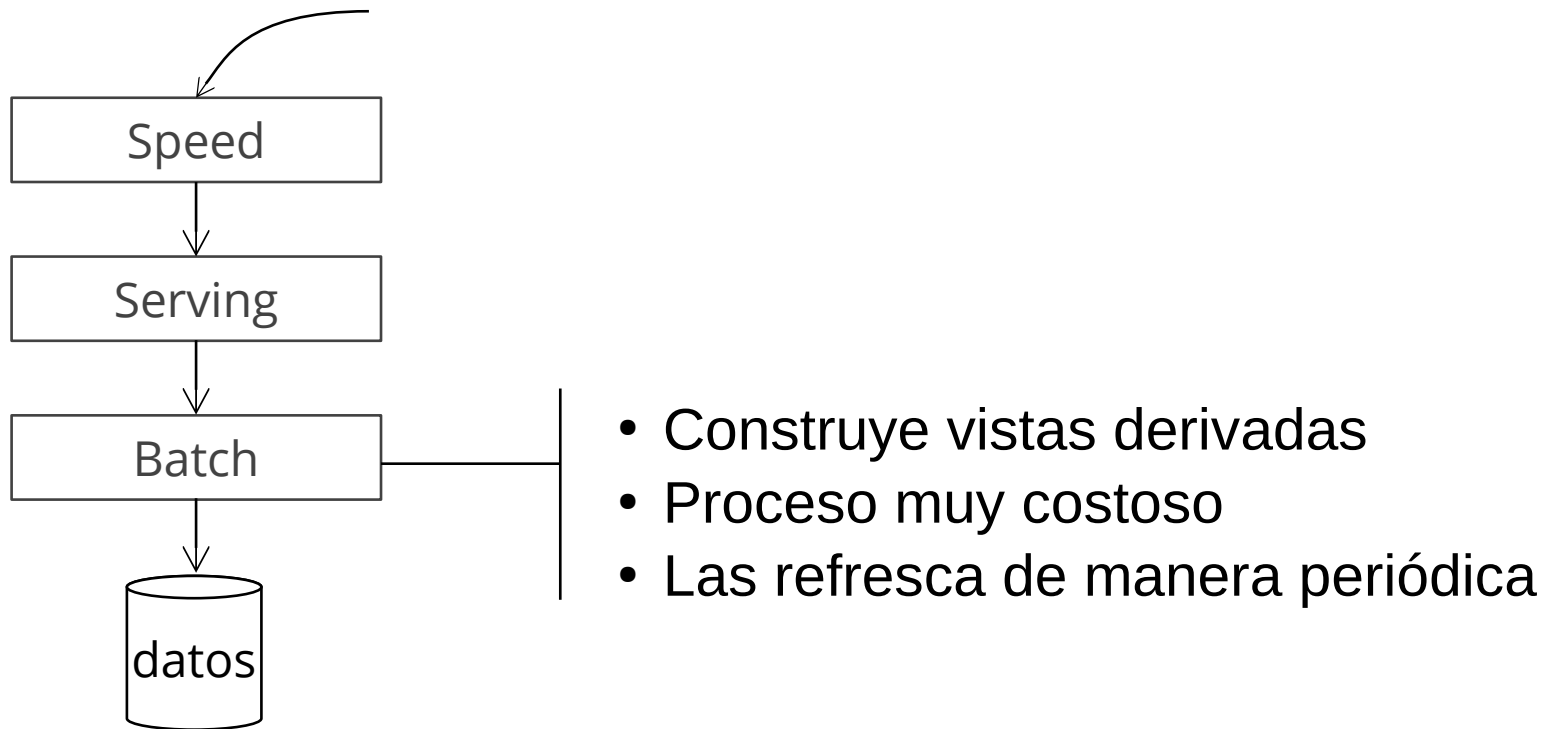 Speed
Serving
Batch
• Construye vistas derivadas
• Proceso muy costoso
• Las refresca de manera periódica
datos